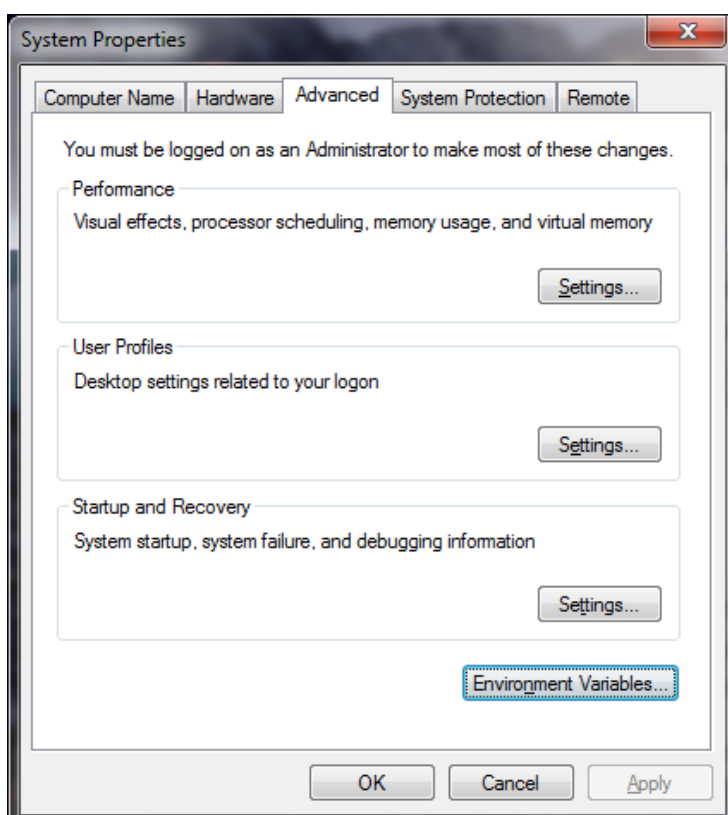 System Properties
Computer Name Hardware Advanced System Protection Remote
You must be logged on as an Administrator to make most of these changes.
Performance
Visual effects, processor scheduling, memory usage, and virtual memory
Settings...
User Profiles
Desktop settings related to your logon
Settings...
Startup and Recovery
System startup, system failure, and debugging information
Settings...
Environment Variables...
OK Cancel Apply